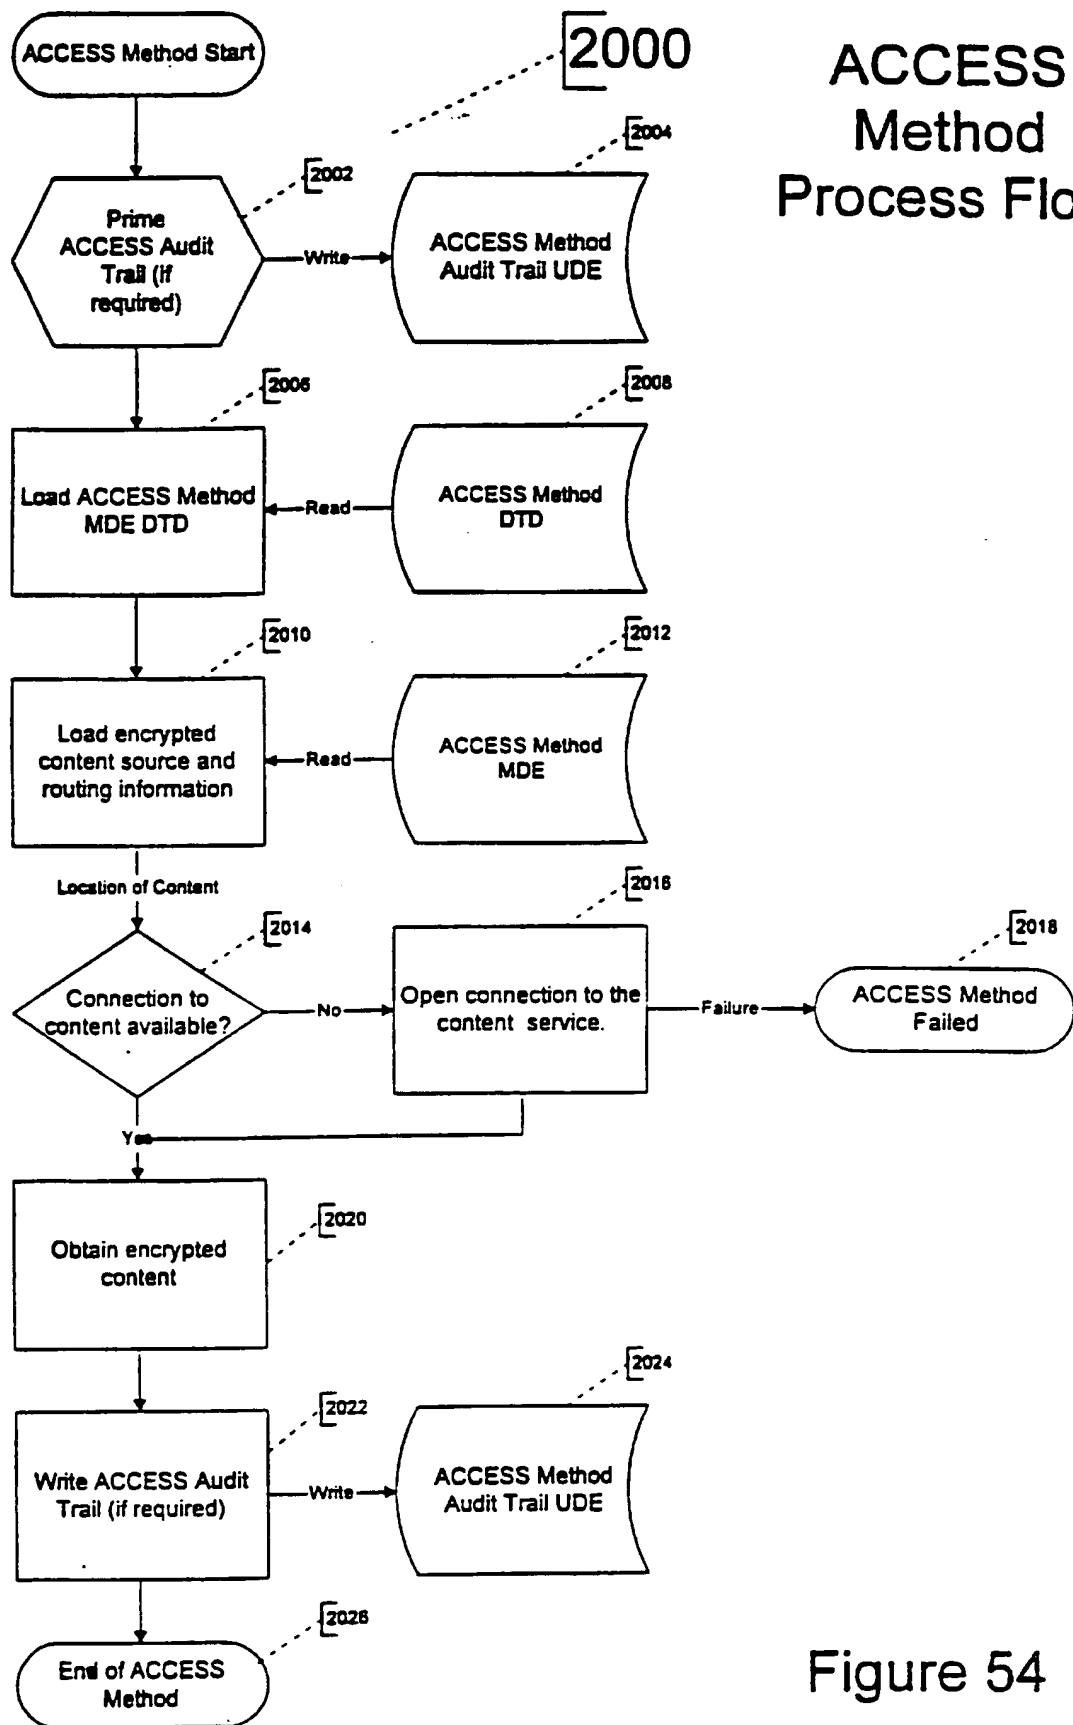 ACCESS Method Start
2000
ACCESS
Method
Process Flo
2002
2004
Prime
ACCESS Audit
Trail (if
required)
Write
ACCESS Method
Audit Trail UDE
2006
2008
Load ACCESS Method
MDE DTD
Read
ACCESS Method
DTD
2010
2012
Load encrypted
content source and
routing information
Read
ACCESS Method
MDE
Location of Content
2014
2016
2018
Connection to
content available?
No
Open connection to the
content service.
Failure
ACCESS Method
Failed
Y
2020
Obtain encrypted
content
2022
2024
Write ACCESS Audit
Trail (if required)
Write
ACCESS Method
Audit Trail UDE
2026
End of ACCESS
Method
Figure 54